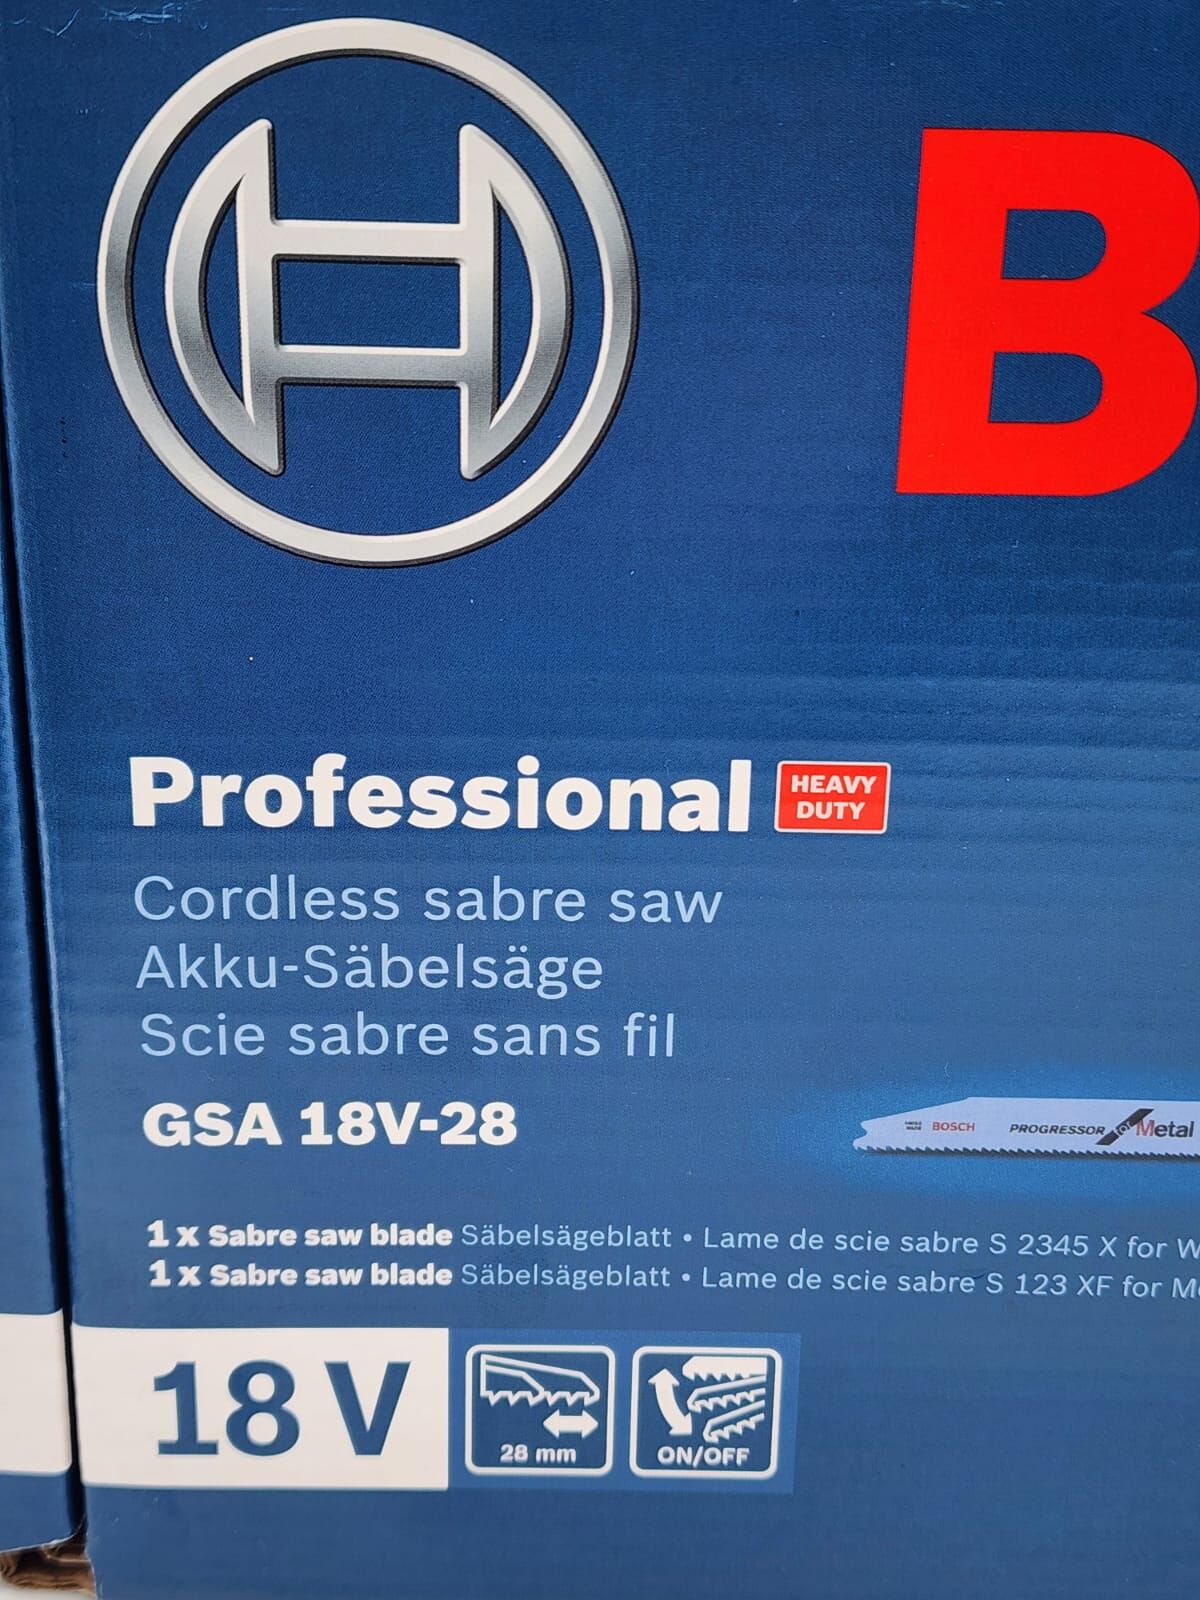 B
Professional HEAVY DUTY
Cordless sabre saw
Akku-Säbelsäge
Scie sabre sans fil
GSA 18V-28
BOSCH PROGRESSOR for Metal
1 x Sabre saw blade Säbelsägeblatt • Lame de scie sabre S 2345 X for W
1 x Sabre saw blade Säbelsägeblatt • Lame de scie sabre S 123 XF for M
18 V
28 mm
ON/OFF